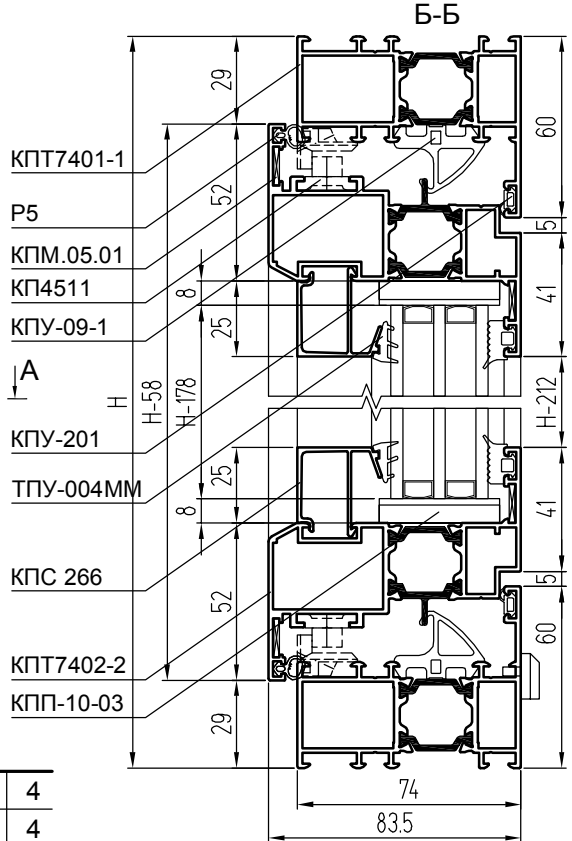 Б-Б
29
60
КПТ7401-1
52
Р5
КПМ.05.01
5
КП4511
8
41
КПУ-09-1
25
А
Н
Н-58
Н-178
Н-212
КПУ-201
25
ТПУ-004ММ
41
8
КПС 266
5
52
60
КПТ7402-2
КПП-10-03
29
4
74
4
83.5